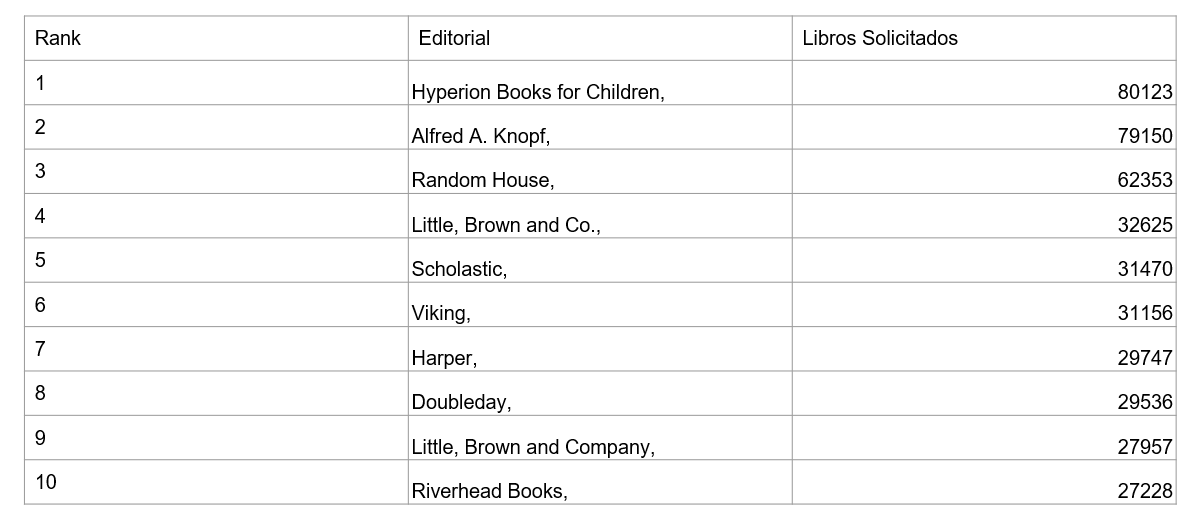 Rank Editorial Libros Solicitados
1 Hyperion Books for Children, 80123
2 Alfred A. Knopf, 79150
3 Random House, 62353
4 Little, Brown and Co., 32625
5 Scholastic, 31470
6 Viking, 31156
7 Harper, 29747
8 Doubleday, 29536
9 Little, Brown and Company, 27957
10 Riverhead Books, 27228